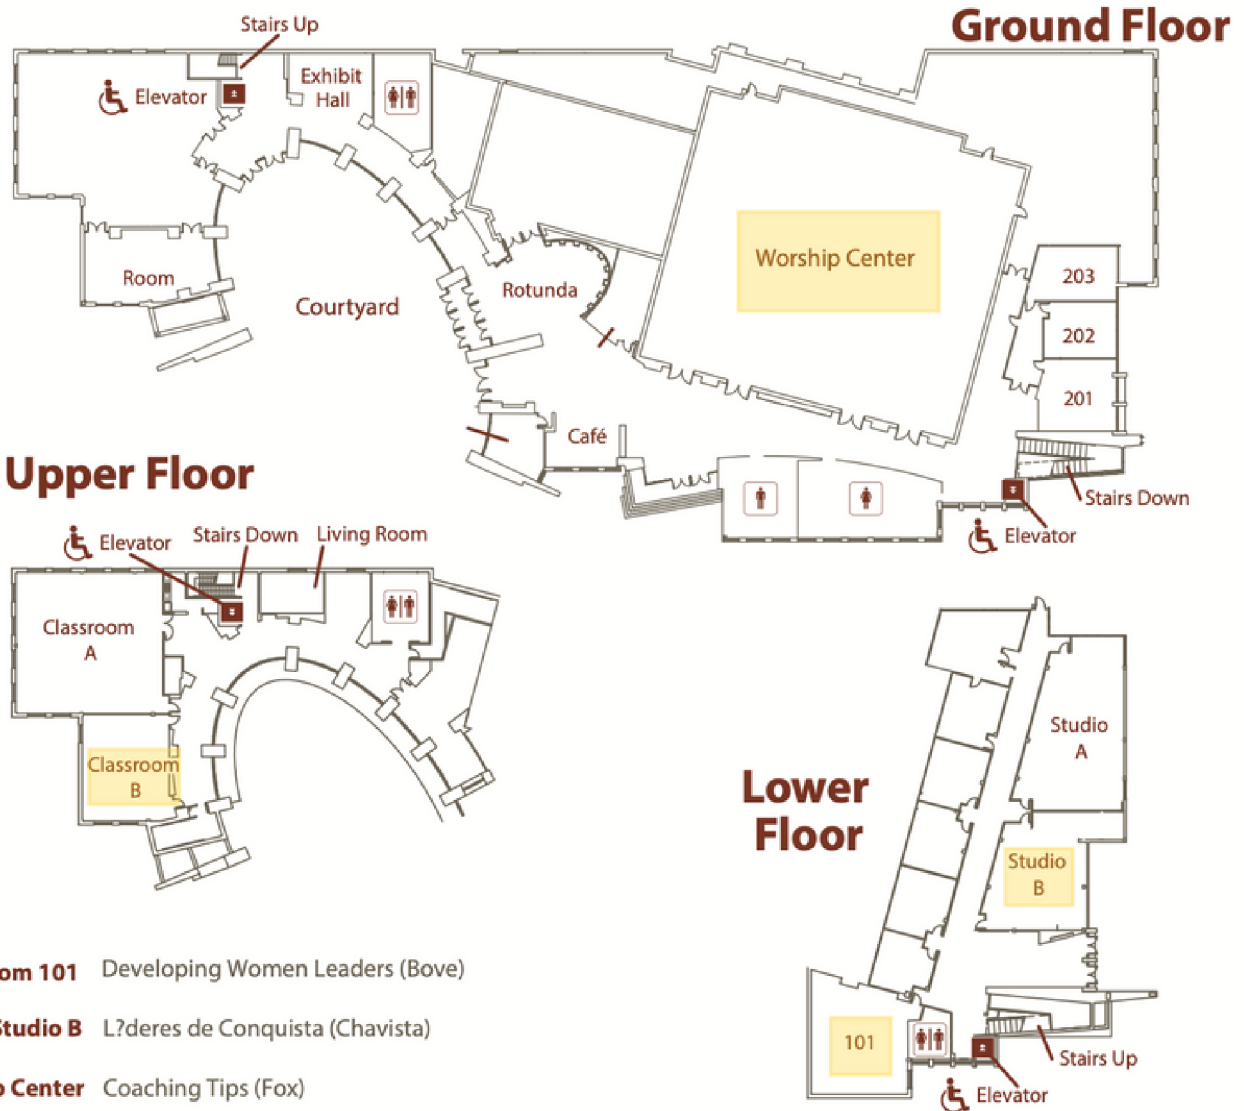 Ground Floor
Stairs Up
Elevator
Exhibit
Hall
Room
Courtyard
Rotunda
Worship Center
203
202
201
Café
Stairs Down
Elevator
Upper Floor
Elevator
Stairs Down
Living Room
Classroom
A
Classroom
B
Lower
Floor
Studio
A
Studio
B
101
Stairs Up
Elevator
om 101 Developing Women Leaders (Bove)
Studio B L?deres de Conquista (Chavista)
p Center Coaching Tips (Fox)